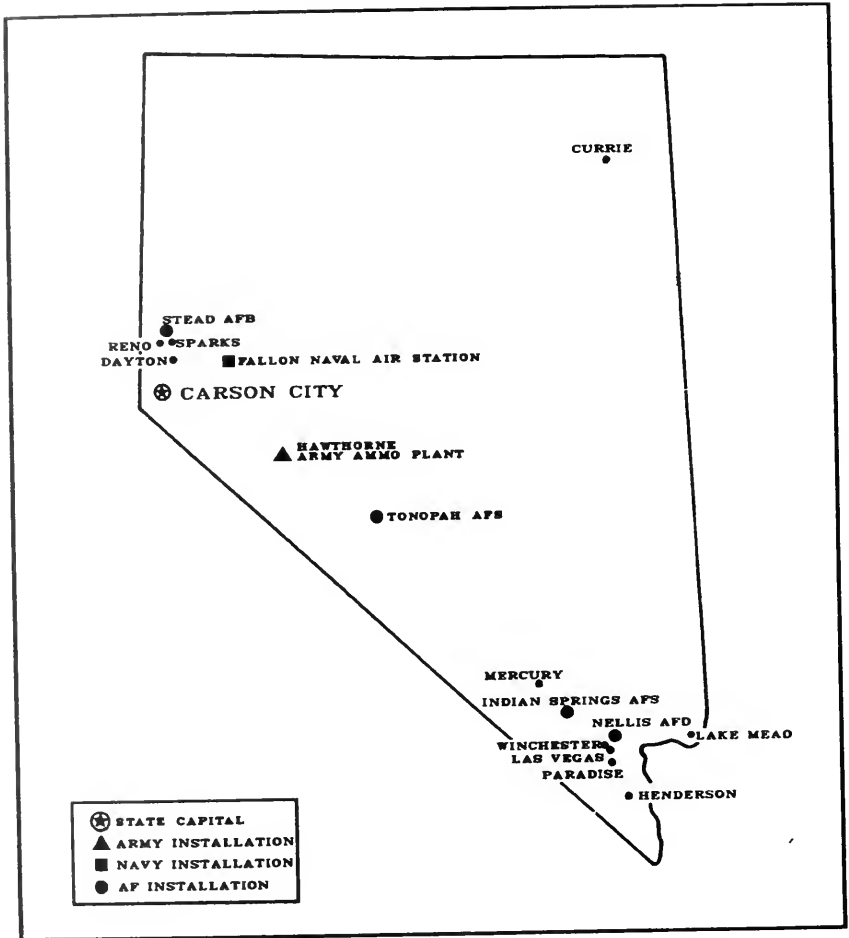 CURRIE
STEAD AFB
RENO SPARKS
DAYTON FALLON NAVAL AIR STATION
CARSON CITY
HAWTHORNE
ARMY AMMO PLANT
TONOPAH AFS
MERCURY
INDIAN SPRINGS AFS
NELLIS AFD
WINCHESTER LAKE MEAD
LAS VEGAS
PARADISE
HENDERSON
STATE CAPITAL
ARMY INSTALLATION
NAVY INSTALLATION
AF INSTALLATION